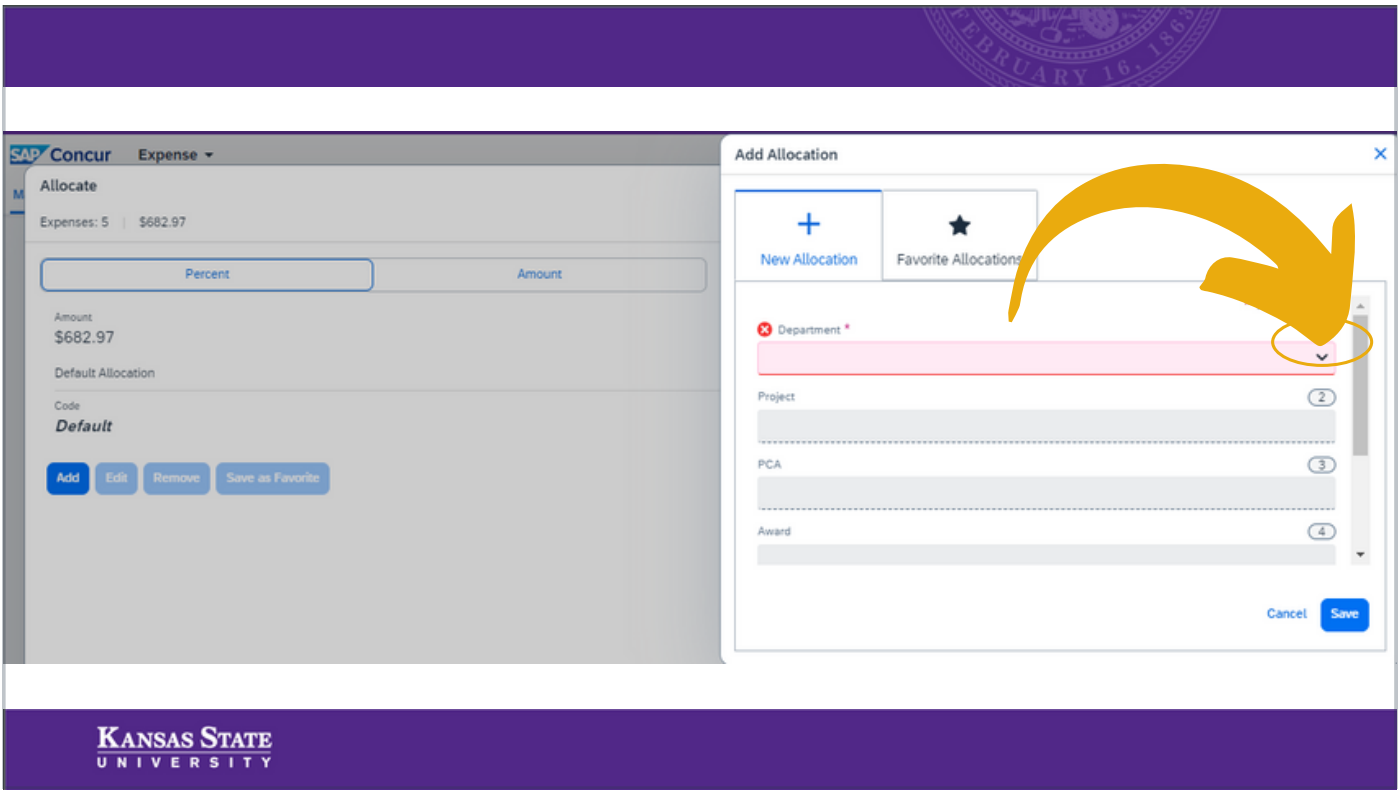 FEBRUARY 16, 1863
SAP Concur Expense
M
Allocate
Expenses: 5 | $682.97
Percent Amount
Amount
$682.97
Default Allocation
Code
Default
Add Edit Remove Save as Favorite
Add Allocation
New Allocation Favorite Allocations
Department *
Project 2
PCA 3
Award 4
Cancel Save
KANSAS STATE
UNIVERSITY